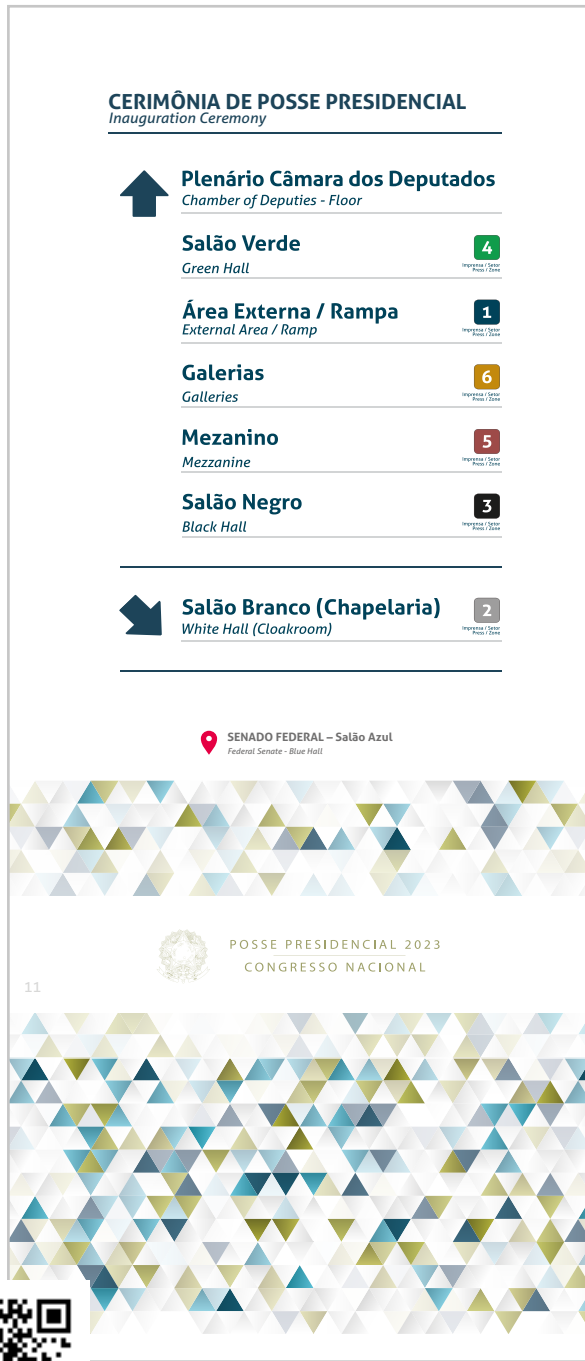 CERIMÔNIA DE POSSE PRESIDENCIAL
Inauguration Ceremony
Plenário Câmara dos Deputados
Chamber of Deputies - Floor
Salão Verde
4
Green Hall
Imprensa / Setor
Press / Zone
Área Externa / Rampa
1
External Area / Ramp
Imprensa / Setor
Press / Zone
Galerias
6
Galleries
Imprensa / Setor
Press / Zone
Mezanino
5
Mezzanine
Imprensa / Setor
Press / Zone
Salão Negro
3
Black Hall
Imprensa / Setor
Press / Zone
Salão Branco (Chapelaria)
2
White Hall (Cloakroom)
Imprensa / Setor
Press / Zone
SENADO FEDERAL – Salão Azul
Federal Senate - Blue Hall
POSSE PRESIDENCIAL 2023
CONGRESSO NACIONAL
11